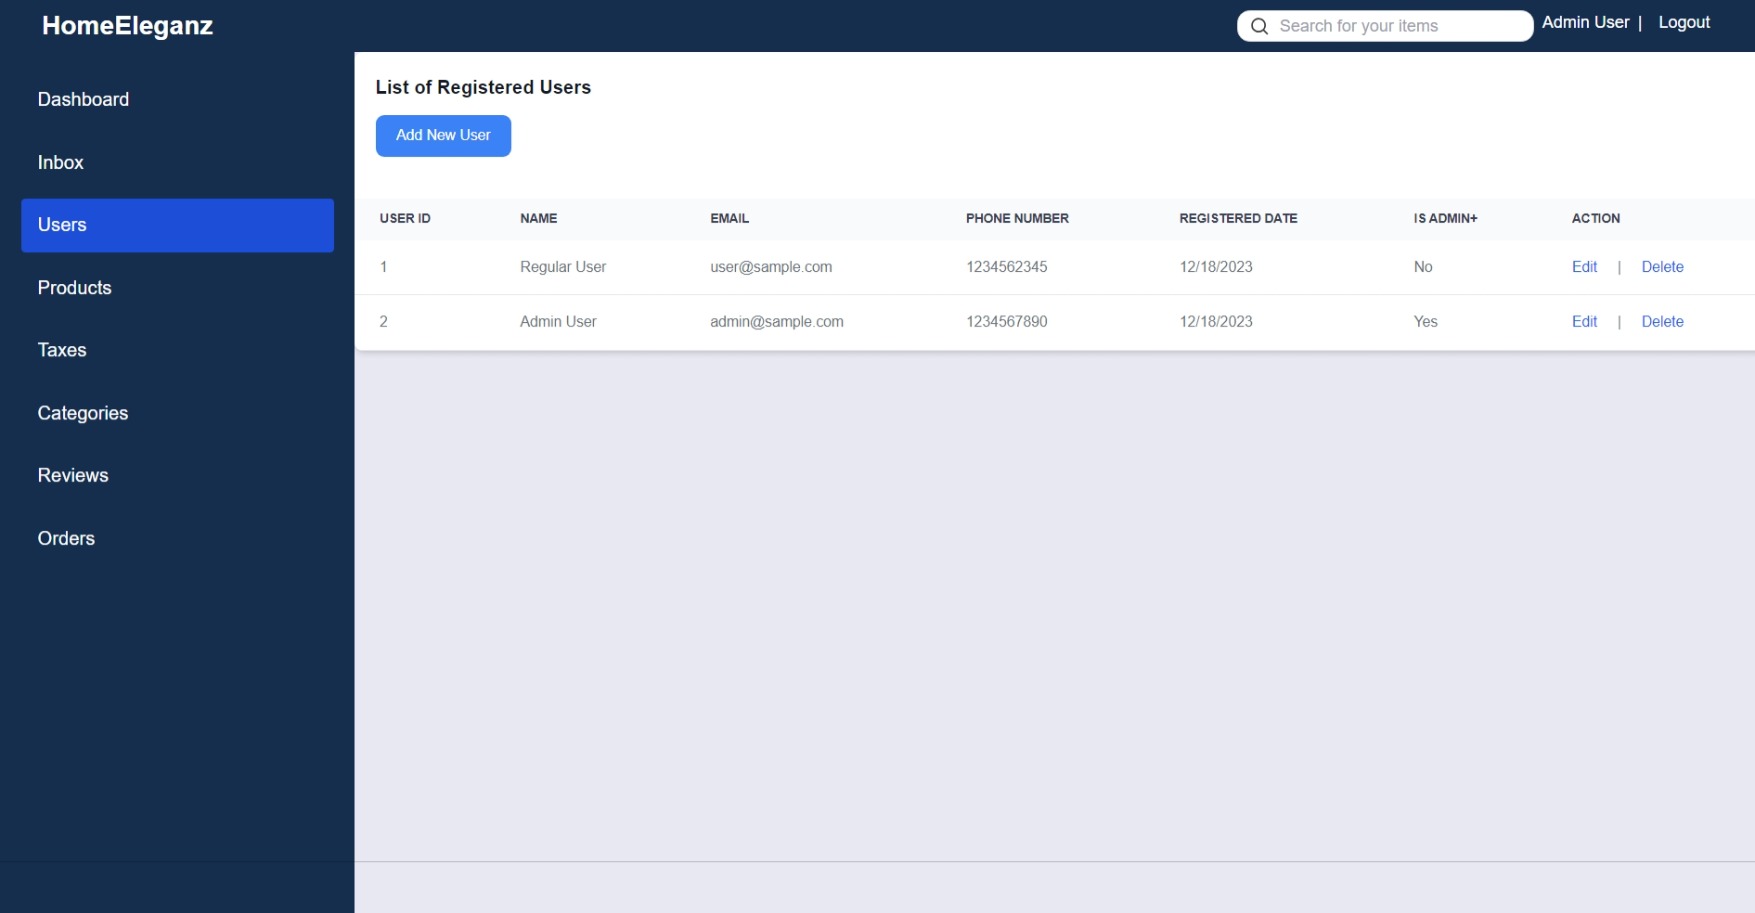 HomeEleganz
Search for your items
Admin User | Logout
Dashboard
Inbox
Users
Products
Taxes
Categories
Reviews
Orders
List of Registered Users
Add New User
USER ID NAME EMAIL PHONE NUMBER REGISTERED DATE IS ADMIN+ ACTION
1 Regular User user@sample.com 1234562345 12/18/2023 No Edit | Delete
2 Admin User admin@sample.com 1234567890 12/18/2023 Yes Edit | Delete